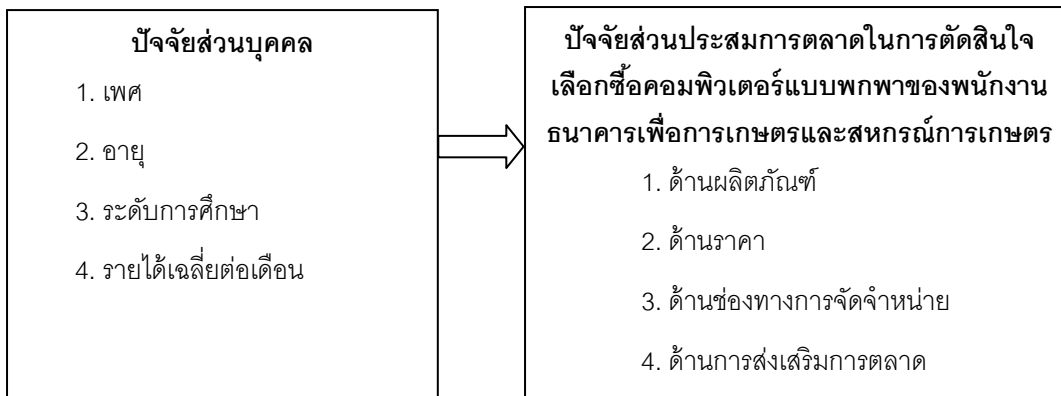 ปัจจัยส่วนบุคคล
1. เพศ
2. อายุ
3. ระดับการศึกษา
4. รายได้เฉลี่ยต่อเดือน
ปัจจัยส่วนประสมการตลาดในการตัดสินใจ
เลือกซื้อคอมพิวเตอร์แบบพกพาของพนักงาน
ธนาคารเพื่อการเกษตรและสหกรณ์การเกษตร
1. ด้านผลิตภัณฑ์
2. ด้านราคา
3. ด้านช่องทางการจัดจำหน่าย
4. ด้านการส่งเสริมการตลาด